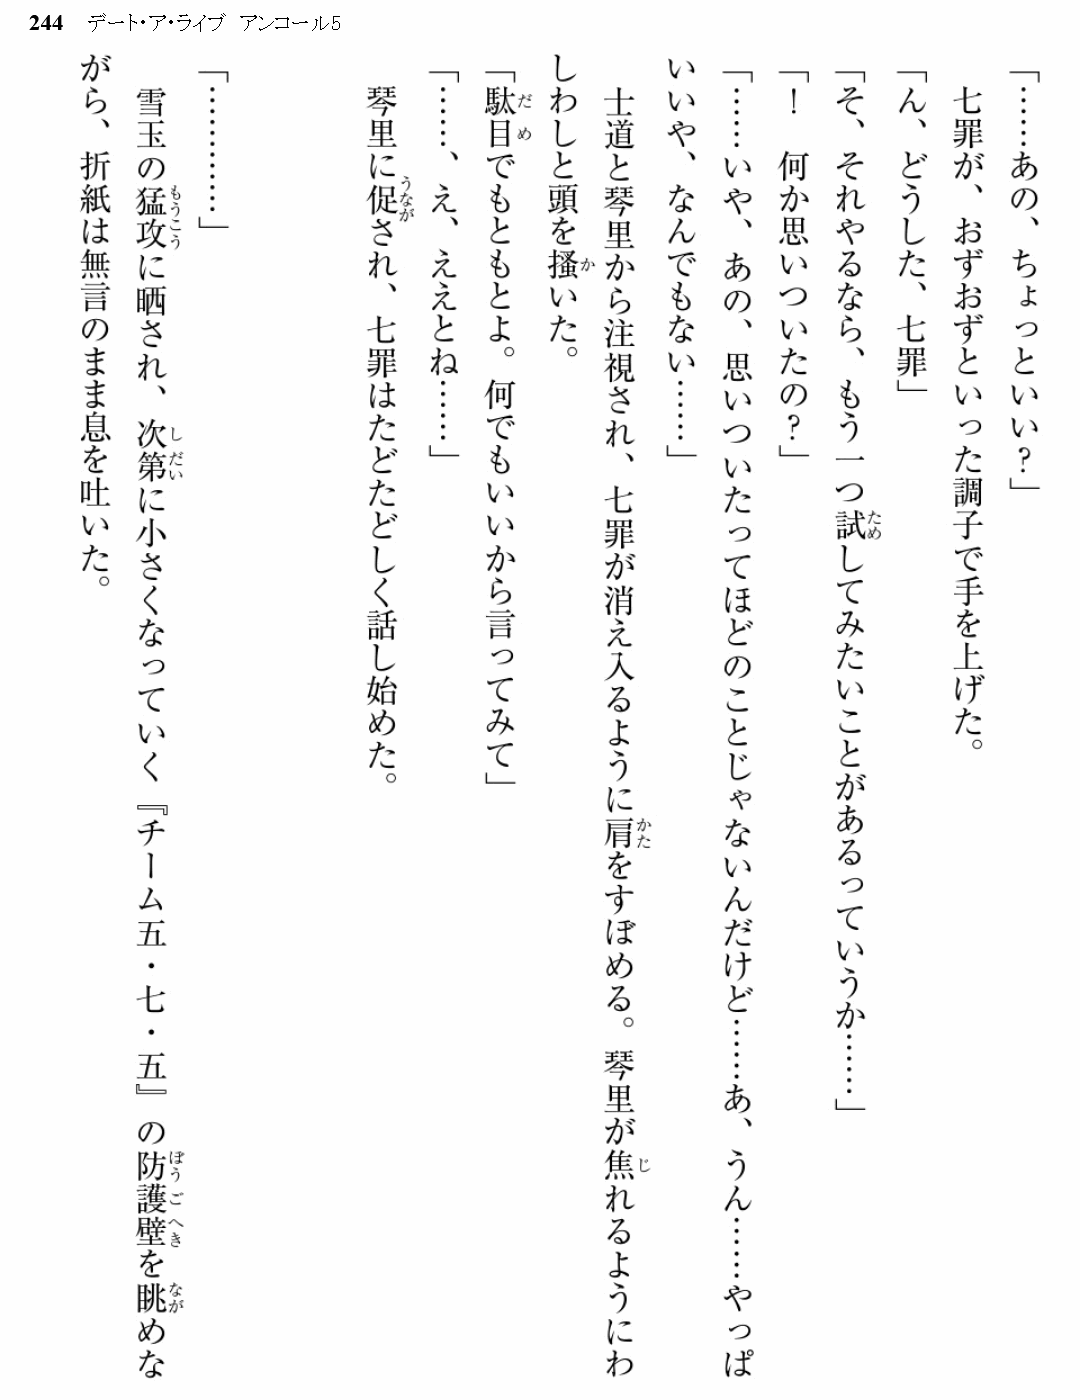 244　デート・ア・ライブ　アンコール5
「……あの、ちょっといい？」
　七罪が、おずおずといった調子で手を上げた。
「ん、どうした、七罪」
「そ、それやるなら、もう一つ試してみたいことがあるっていうか……」
「！　何か思いついたの？」
「……いや、あの、思いついたってほどのことじゃないんだけど……あ、うん……やっぱ
いいや、なんでもない……」
　士道と琴里から注視され、七罪が消え入るように肩をすぼめる。琴里が焦れるようにわ
しわしと頭を掻いた。
「駄目でもともとよ。何でもいいから言ってみて」
「……、え、ええとね……」
　琴里に促され、七罪はたどたどしく話し始めた。
「…………」
　雪玉の猛攻に晒され、次第に小さくなっていく『チーム五・七・五』の防護壁を眺めな
がら、折紙は無言のまま息を吐いた。